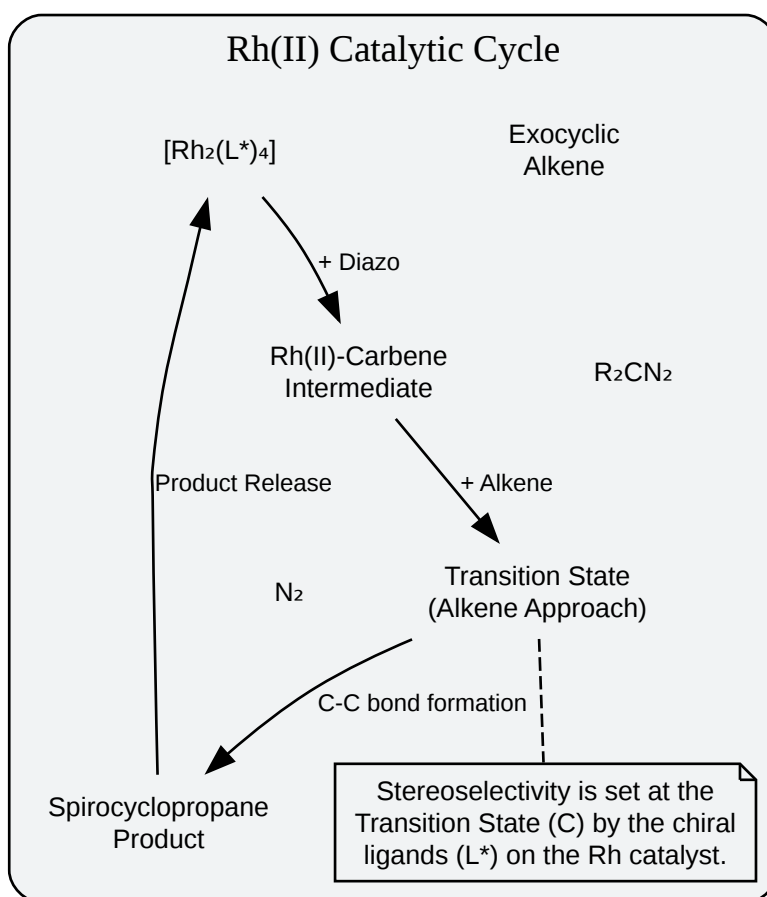 Rh(II) Catalytic Cycle
[Rh₂(L*)₄]
Exocyclic
Alkene
+ Diazo
Rh(II)-Carbene
Intermediate
R₂CN₂
Product Release
+ Alkene
Transition State
(Alkene Approach)
N₂
C-C bond formation
Spirocyclopropane
Product
Stereoselectivity is set at the
Transition State (C) by the chiral
ligands (L*) on the Rh catalyst.